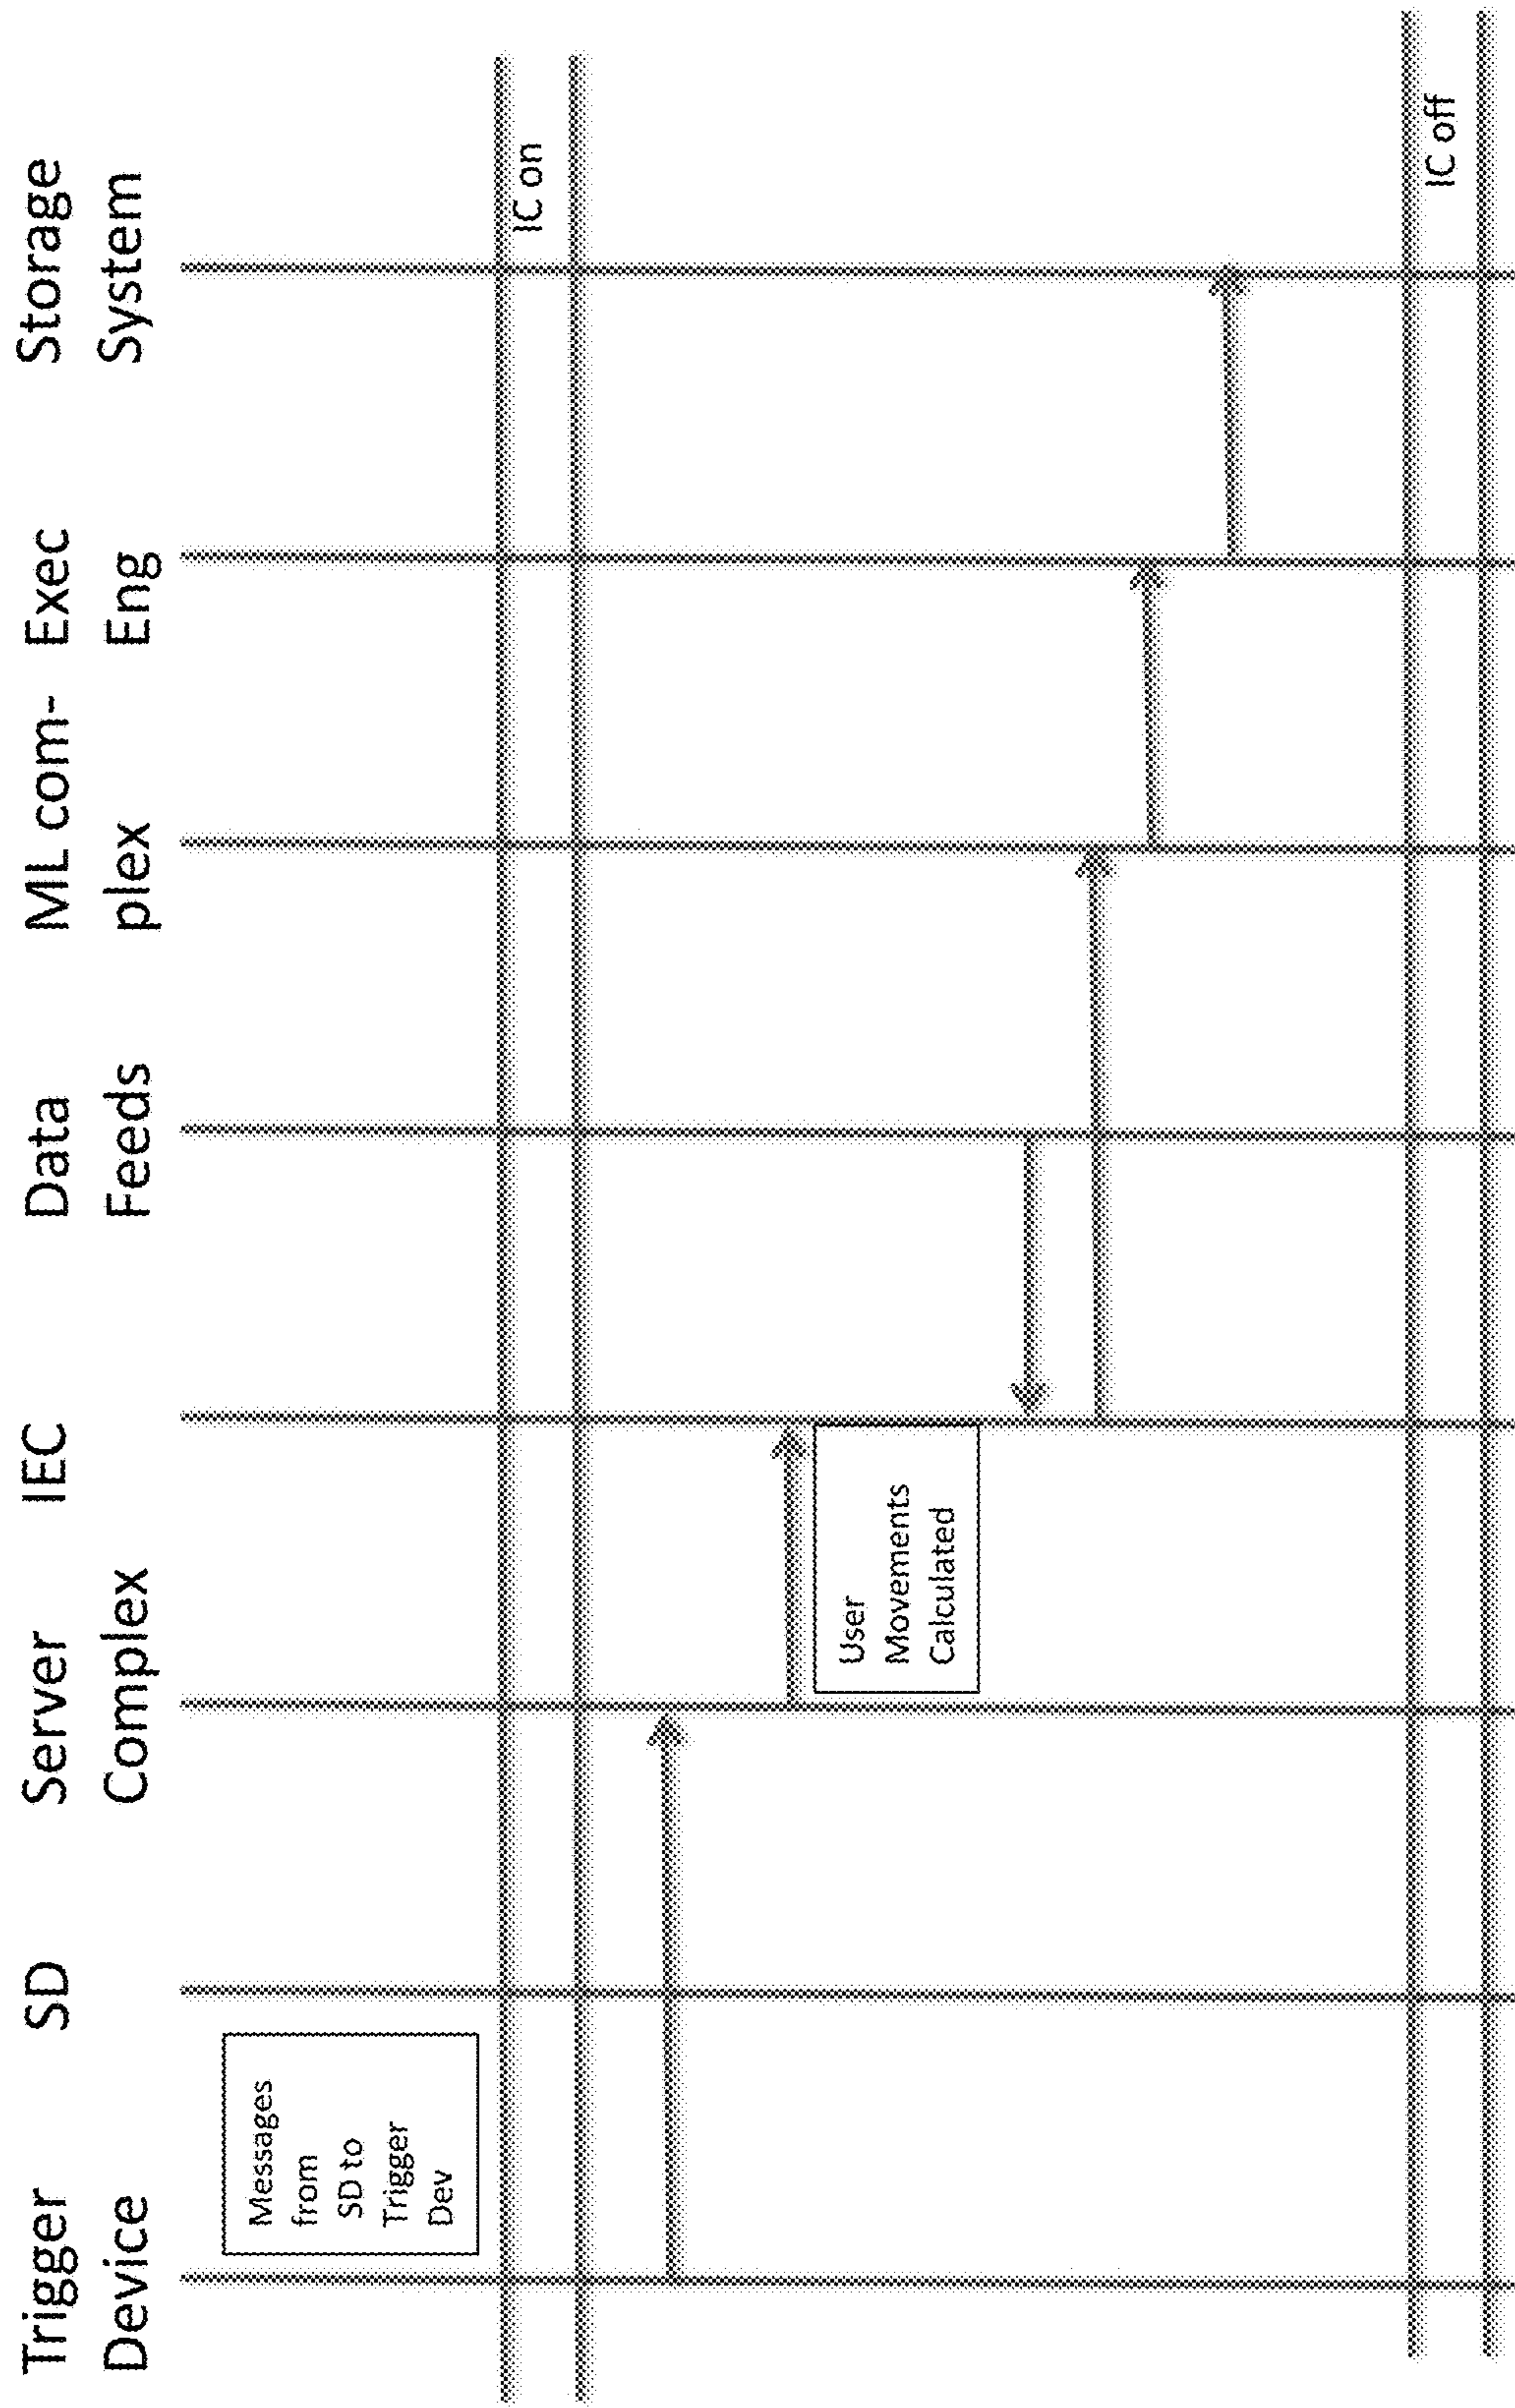 Trigger
Device
SD
Server
Complex
IEC
Data
Feeds
ML com-
plex
Exec
Eng
Storage
System
Messages
from
SD to
Trigger
Dev
IC on
User
Movements
Calculated
IC off